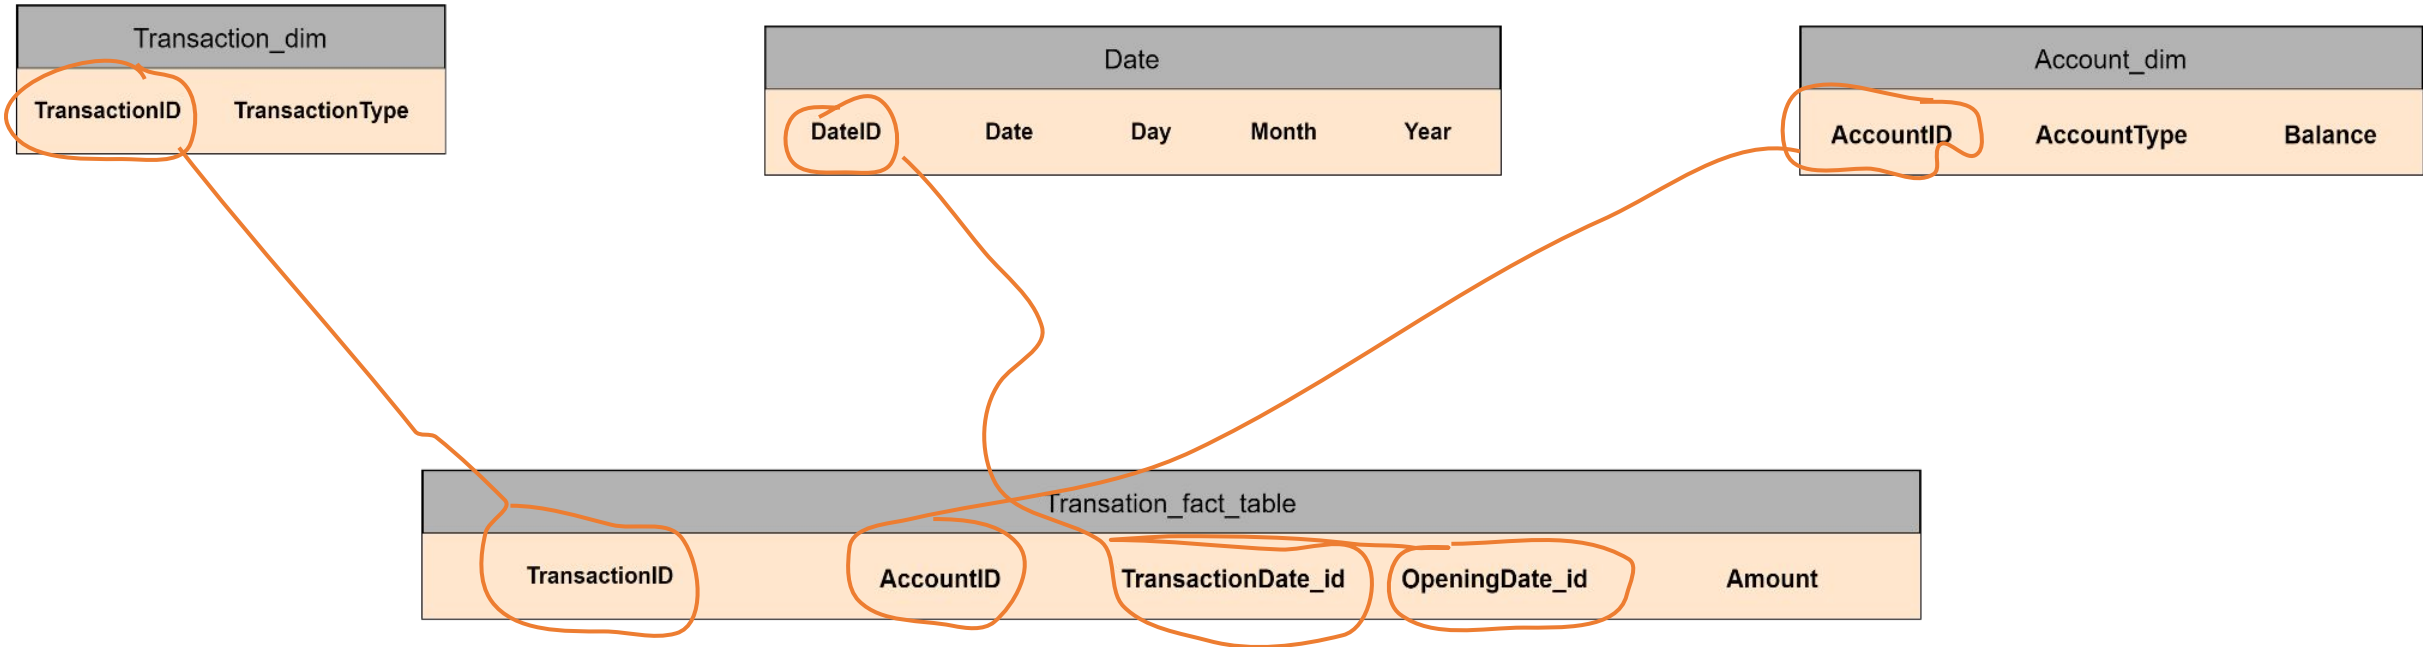 Transaction_dim
TransactionID TransactionType
Date
DateID Date Day Month Year
Account_dim
AccountID AccountType Balance
Transation_fact_table
TransactionID AccountID TransactionDate_id OpeningDate_id Amount